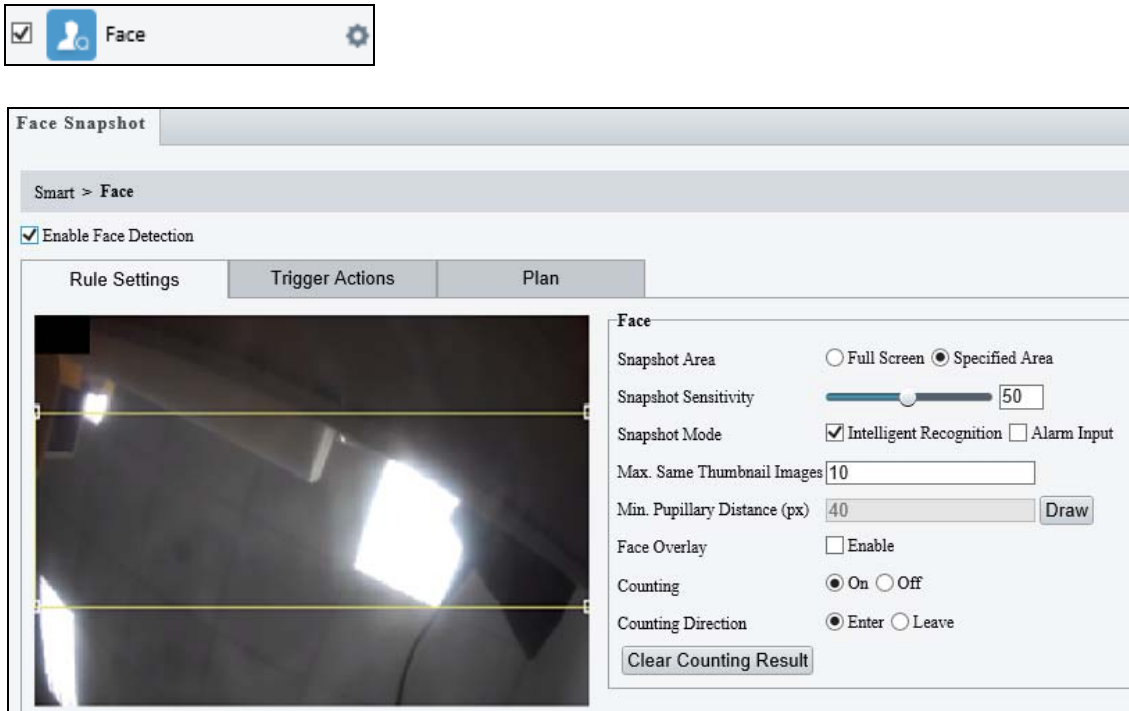 Face
Face Snapshot
Smart > Face
Enable Face Detection
Rule Settings Trigger Actions Plan
Face
Snapshot Area Full Screen Specified Area
Snapshot Sensitivity 50
Snapshot Mode Intelligent Recognition Alarm Input
Max. Same Thumbnail Images 10
Min. Pupillary Distance (px) 40 Draw
Face Overlay Enable
Counting On Off
Counting Direction Enter Leave
Clear Counting Result